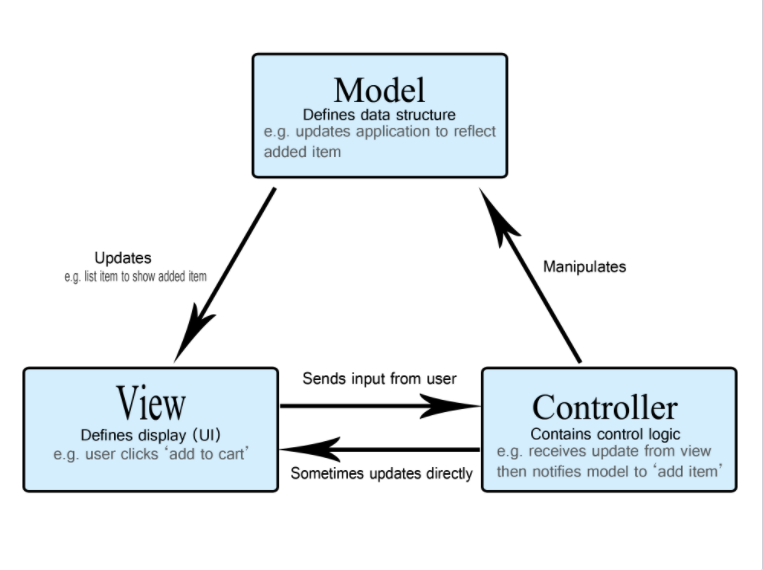 Model
Defines data structure
e.g. updates application to reflect
added item
Updates
e.g. list item to show added item
Manipulates
Sends input from user
View
Defines display (UI)
e.g. user clicks 'add to cart'
Controller
Contains control logic
e.g. receives update from view
then notifies model to 'add item'
Sometimes updates directly